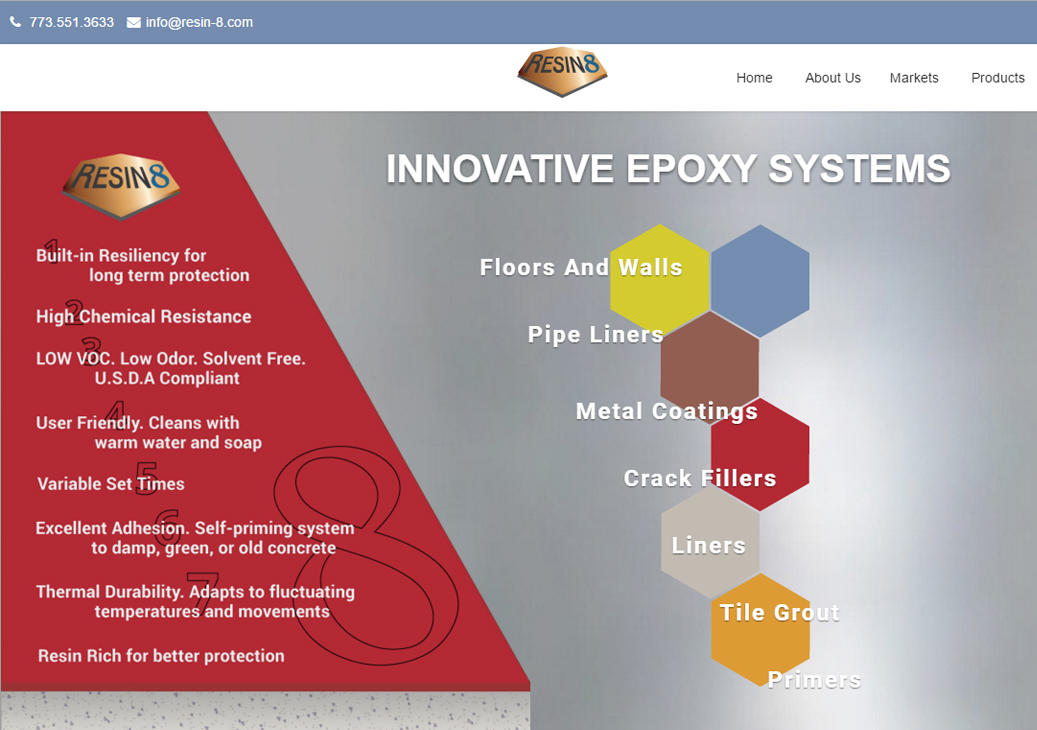 773.551.3633 info@resin-8.com
RESIN8
Home About Us Markets Products
RESIN8
INNOVATIVE EPOXY SYSTEMS
1
Built-in Resiliency for
long term protection
2
High Chemical Resistance
3
LOW VOC. Low Odor. Solvent Free.
U.S.D.A Compliant
4
User Friendly. Cleans with
warm water and soap
5
Variable Set Times
6
Excellent Adhesion. Self-priming system
to damp, green, or old concrete
7
Thermal Durability. Adapts to fluctuating
temperatures and movements
8
Resin Rich for better protection
Floors And Walls
Pipe Liners
Metal Coatings
Crack Fillers
Liners
Tile Grout
Primers